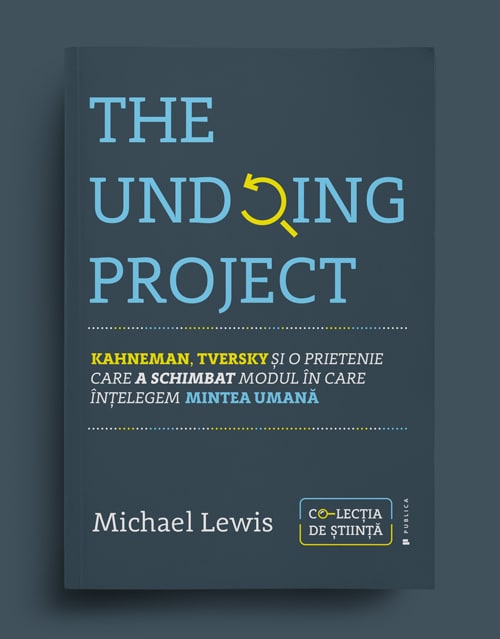 THE
UNDOING
PROJECT
KAHNEMAN, TVERSKY ȘI O PRIETENIE
CARE A SCHIMBAT MODUL ÎN CARE
ÎNȚELEGEM MINTEA UMANĂ
Michael Lewis
COLECȚIA
DE ȘTIINȚĂ
PUBLICA